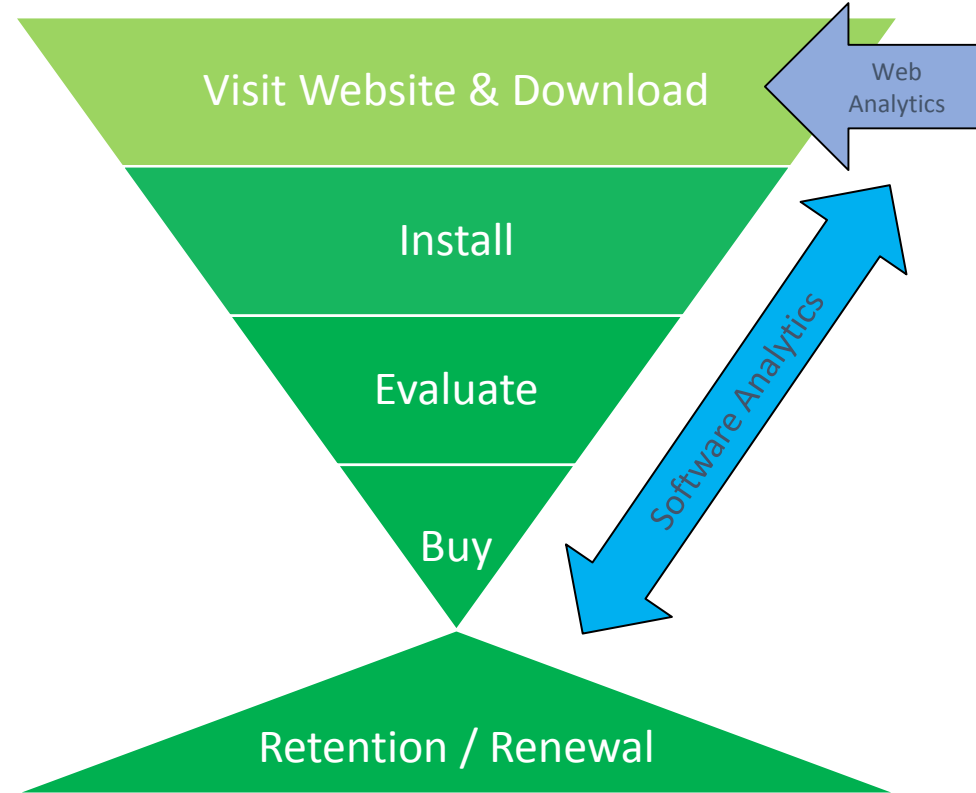 Visit Website & Download
Web
Analytics
Install
Software Analytics
Evaluate
Buy
Retention / Renewal